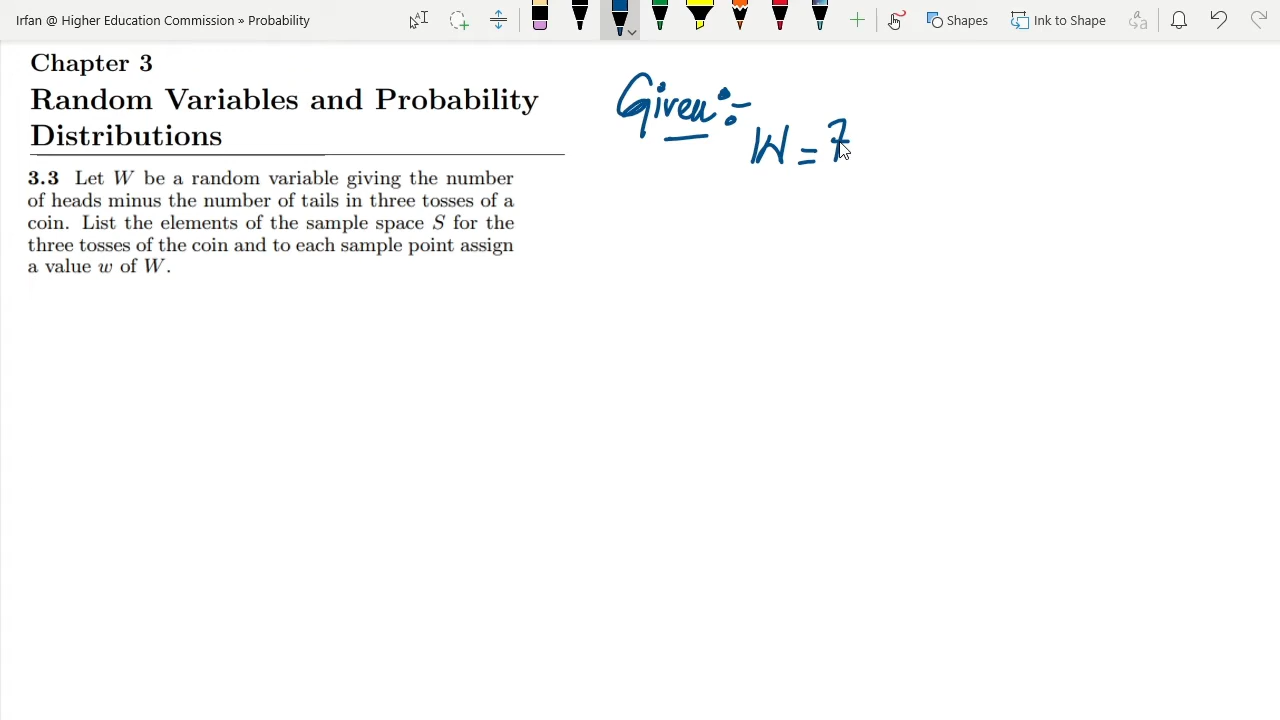 Irfan @ Higher Education Commission » Probability
Shapes
Ink to Shape
Chapter 3
Random Variables and Probability
Distributions
3.3 Let W be a random variable giving the number
of heads minus the number of tails in three tosses of a
coin. List the elements of the sample space S for the
three tosses of the coin and to each sample point assign
a value w of W.
Given :-
W = 7